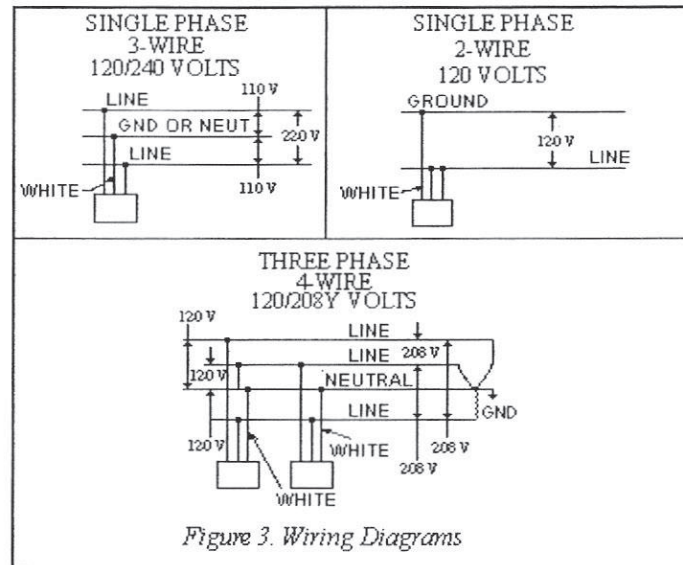 SINGLE PHASE
3-WIRE
120/240 VOLTS
110 V
LINE
GND OR NEUT
220 V
LINE
WHITE
110 V
SINGLE PHASE
2-WIRE
120 VOLTS
GROUND
120 V
LINE
WHITE
THREE PHASE
4-WIRE
120/208Y VOLTS
120 V
LINE
208 V
LINE
120 V
NEUTRAL
GND
LINE
120 V
WHITE
208 V
208 V
WHITE
Figure 3. Wiring Diagrams